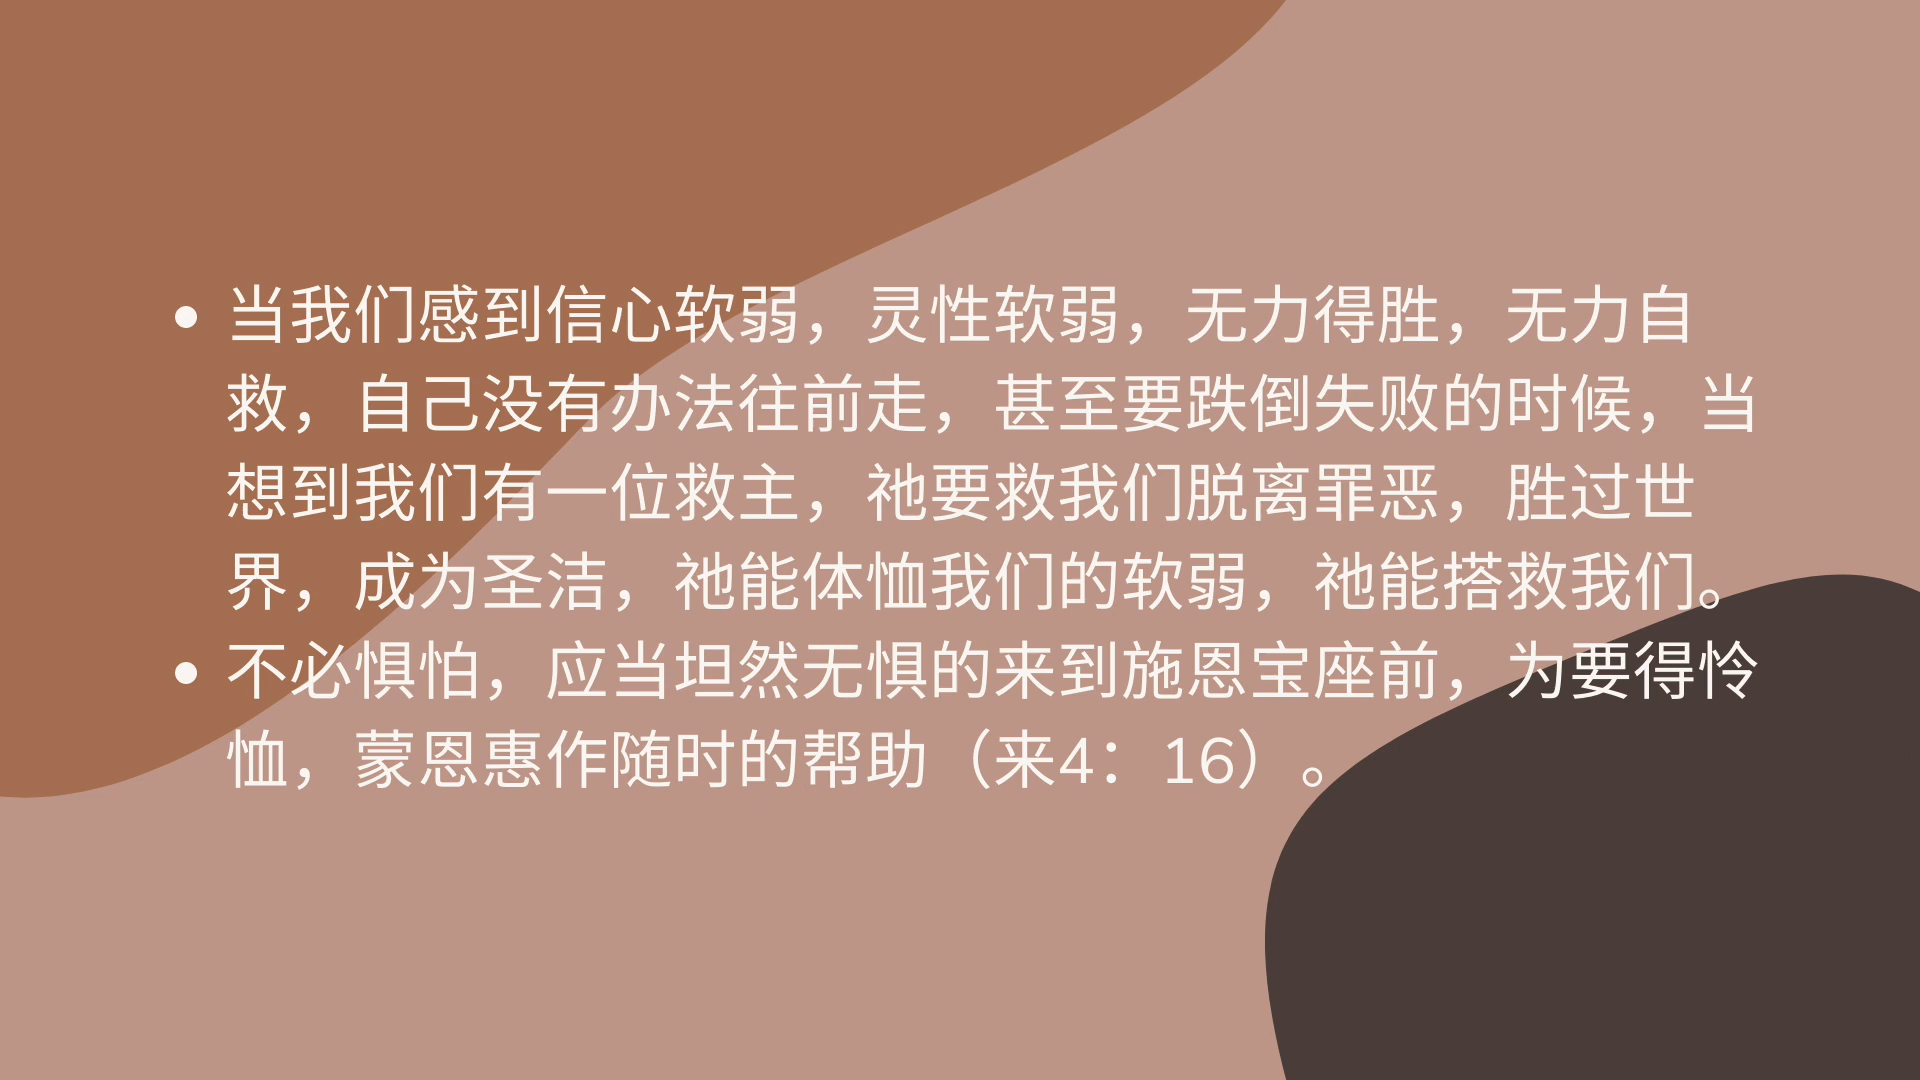 • 当我们感到信心软弱，灵性软弱，无力得胜，无力自
救，自己没有办法往前走，甚至要跌倒失败的时候，当
想到我们有一位救主，祂要救我们脱离罪恶，胜过世
界，成为圣洁，祂能体恤我们的软弱，祂能搭救我们。
• 不必惧怕，应当坦然无惧的来到施恩宝座前，为要得怜
恤，蒙恩惠作随时的帮助（来4：16）。